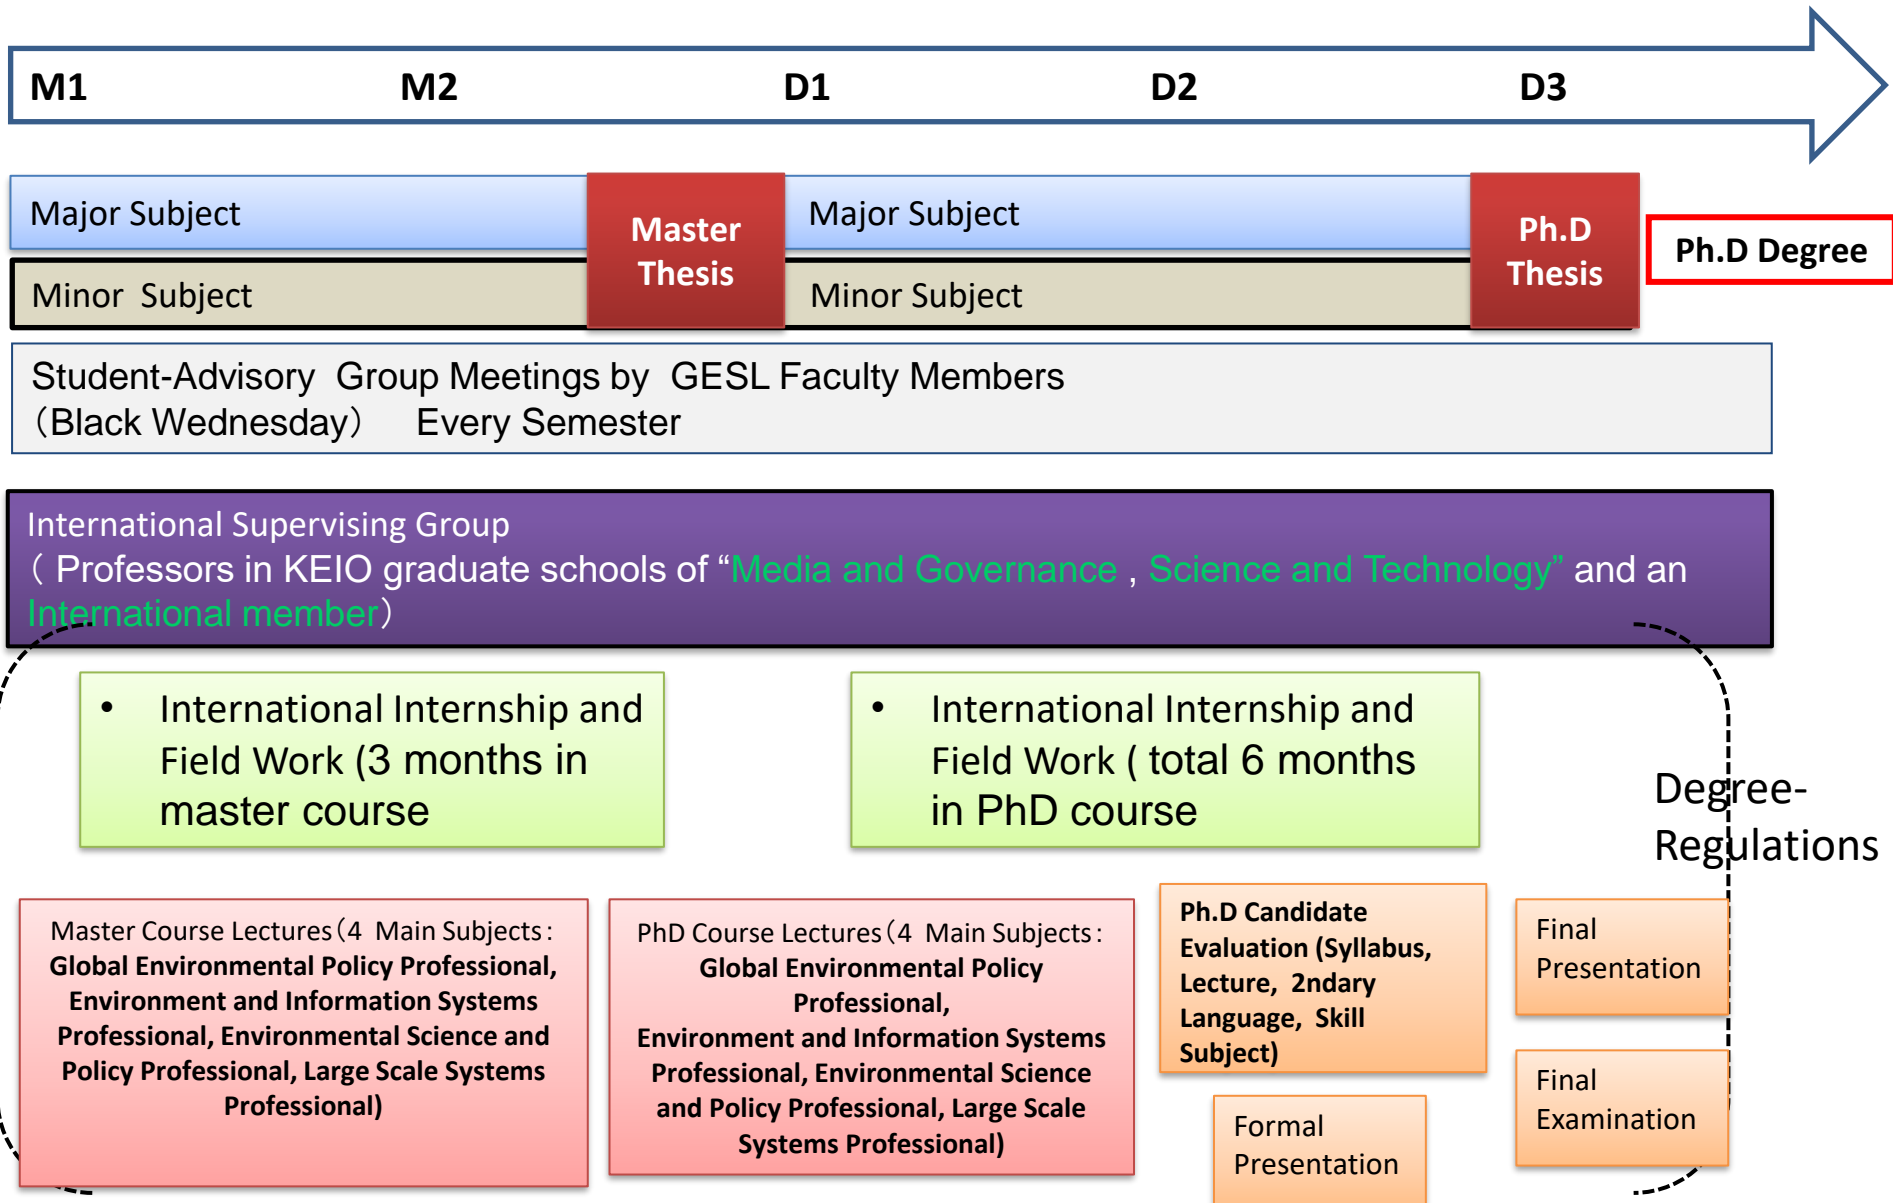 M1 M2 D1 D2 D3
Major Subject
Master
Thesis
Major Subject
Ph.D
Thesis
Ph.D Degree
Minor Subject
Minor Subject
Student-Advisory Group Meetings by GESL Faculty Members
（Black Wednesday） Every Semester
International Supervising Group
（ Professors in KEIO graduate schools of “Media and Governance , Science and Technology” and an
International member）
• International Internship and
Field Work (3 months in
master course
• International Internship and
Field Work ( total 6 months
in PhD course
Degree-
Regulations
Master Course Lectures（4 Main Subjects：
Global Environmental Policy Professional,
Environment and Information Systems
Professional, Environmental Science and
Policy Professional, Large Scale Systems
Professional)
PhD Course Lectures（4 Main Subjects：
Global Environmental Policy
Professional,
Environment and Information Systems
Professional, Environmental Science
and Policy Professional, Large Scale
Systems Professional)
Ph.D Candidate
Evaluation (Syllabus,
Lecture, 2ndary
Language, Skill
Subject)
Formal
Presentation
Final
Presentation
Final
Examination